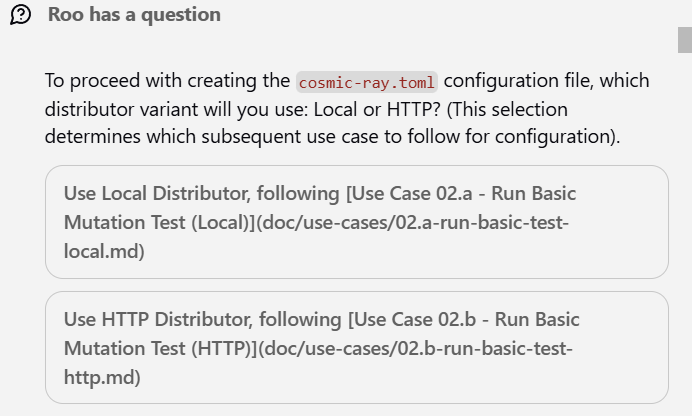 Roo has a question
To proceed with creating the cosmic-ray.toml configuration file, which
distributor variant will you use: Local or HTTP? (This selection
determines which subsequent use case to follow for configuration).
Use Local Distributor, following [Use Case 02.a - Run Basic
Mutation Test (Local)](doc/use-cases/02.a-run-basic-test-
local.md)
Use HTTP Distributor, following [Use Case 02.b - Run Basic
Mutation Test (HTTP)](doc/use-cases/02.b-run-basic-test-
http.md)